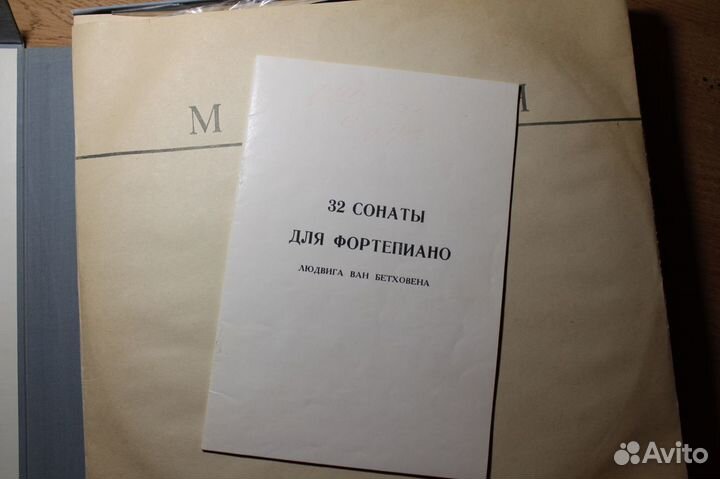 М
32 СОНАТЫ
ДЛЯ ФОРТЕПИАНО
ЛЮДВИГА ВАН БЕТХОВЕНА
Avito